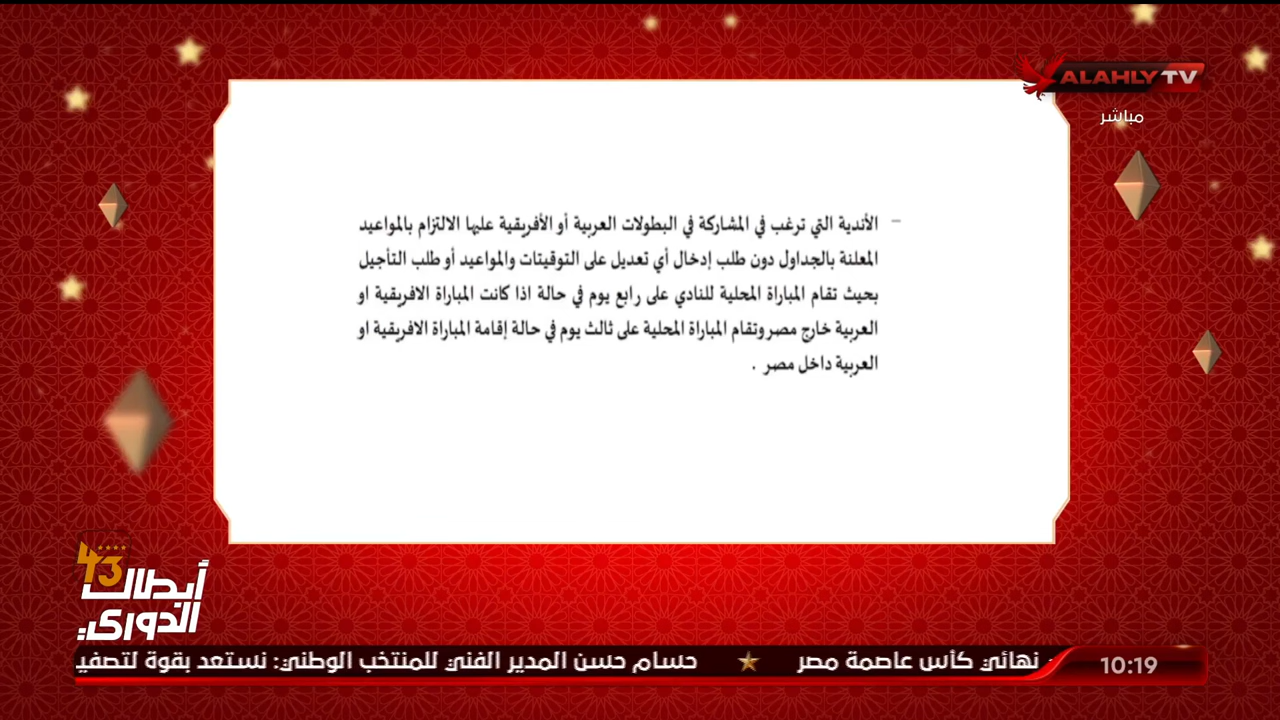 ALAHLY TV
مباشر
– الأندية التي ترغب في المشاركة في البطولات العربية أو الأفريقية عليها الالتزام بالمواعيد
المعلنة بالجداول دون طلب إدخال أي تعديل على التوقيتات والمواعيد أو طلب التأجيل
بحيث تقام المباراة المحلية للنادي على رابع يوم في حالة اذا كانت المباراة الافريقية او
العربية خارج مصر وتقام المباراة المحلية على ثالث يوم في حالة إقامة المباراة الافريقية او
العربية داخل مصر .
43
أبطال
الدوري
نهائي كأس عاصمة مصر ★ حسام حسن المدير الفني للمنتخب الوطني: نستعد بقوة
10:19